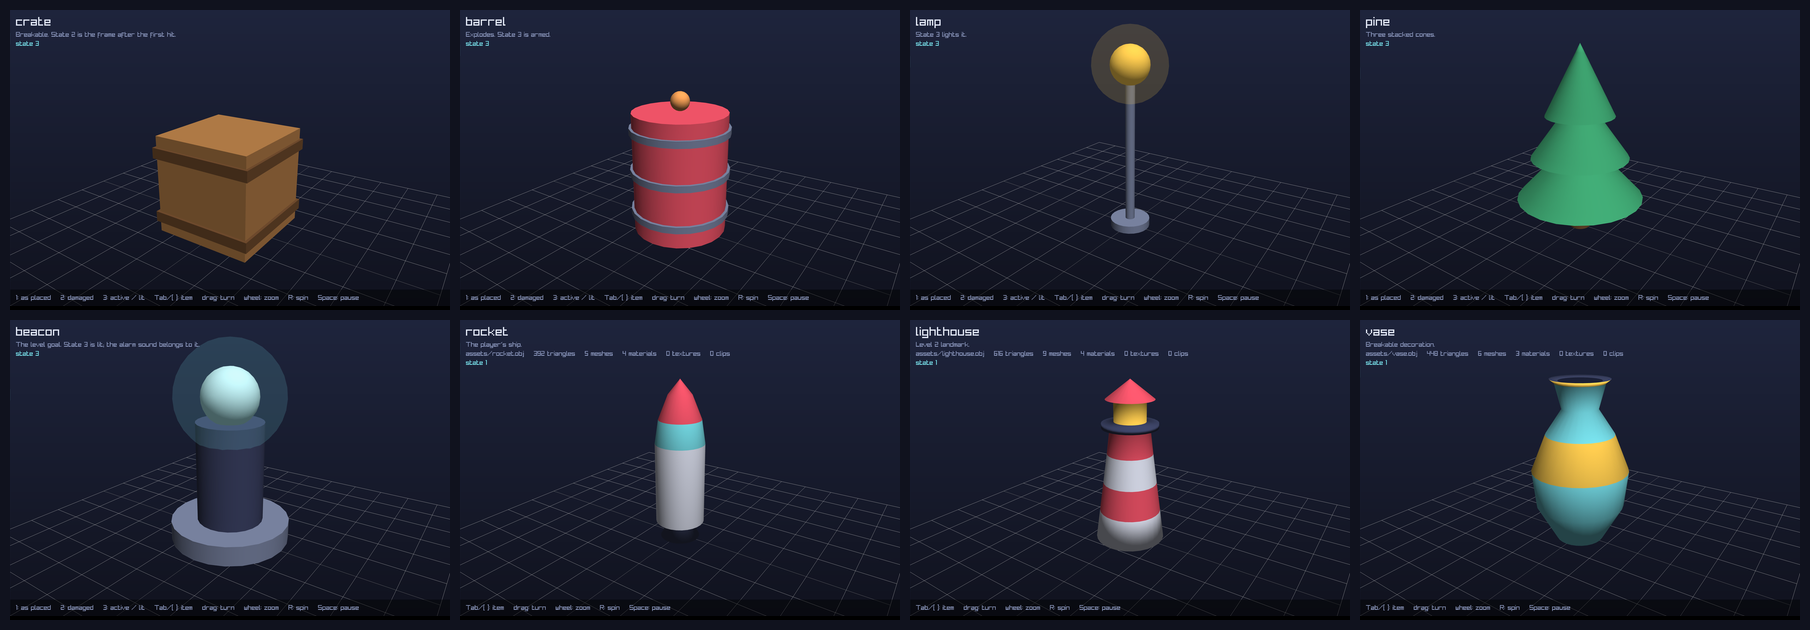 crate
Breakable. State 2 is the frame after the first hit.
state 3
1 as placed 2 damaged 3 active / lit Tab/[ ] item drag turn wheel zoom R spin Space pause
barrel
Explodes. State 3 is armed.
state 3
1 as placed 2 damaged 3 active / lit Tab/[ ] item drag turn wheel zoom R spin Space pause
lamp
State 3 lights it.
state 3
1 as placed 2 damaged 3 active / lit Tab/[ ] item drag turn wheel zoom R spin Space pause
pine
Three stacked cones.
state 3
1 as placed 2 damaged 3 active / lit Tab/[ ] item drag turn wheel zoom R spin Space pause
beacon
The level goal. State 3 is lit, the alarm sound belongs to it.
state 3
1 as placed 2 damaged 3 active / lit Tab/[ ] item drag turn wheel zoom R spin Space pause
rocket
The player's ship.
assets/rocket.obj 392 triangles 5 meshes 4 materials 0 textures 0 clips
state 1
Tab/[ ] item drag turn wheel zoom R spin Space pause
lighthouse
Level 2 landmark.
assets/lighthouse.obj 616 triangles 9 meshes 4 materials 0 textures 0 clips
state 1
Tab/[ ] item drag turn wheel zoom R spin Space pause
vase
Breakable decoration.
assets/vase.obj 448 triangles 6 meshes 3 materials 0 textures 0 clips
state 1
Tab/[ ] item drag turn wheel zoom R spin Space pause